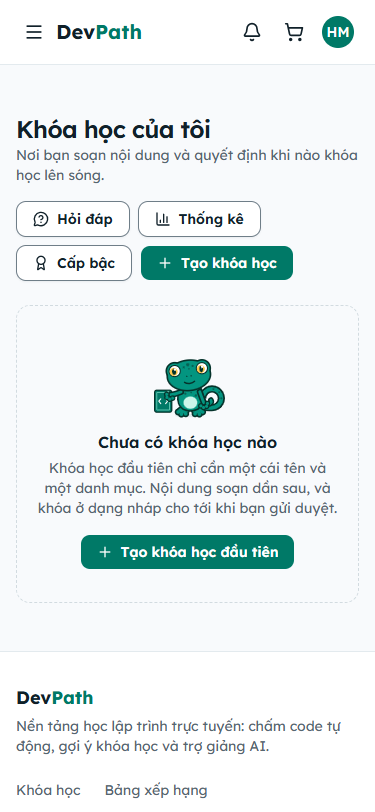 DevPath
HM
Khóa học của tôi
Nơi bạn soạn nội dung và quyết định khi nào khóa
học lên sóng.
Hỏi đáp
Thống kê
Cấp bậc
Tạo khóa học
Chưa có khóa học nào
Khóa học đầu tiên chỉ cần một cái tên và
một danh mục. Nội dung soạn dần sau, và
khóa ở dạng nháp cho tới khi bạn gửi duyệt.
Tạo khóa học đầu tiên
DevPath
Nền tảng học lập trình trực tuyến: chấm code tự
động, gợi ý khóa học và trợ giảng AI.
Khóa học
Bảng xếp hạng